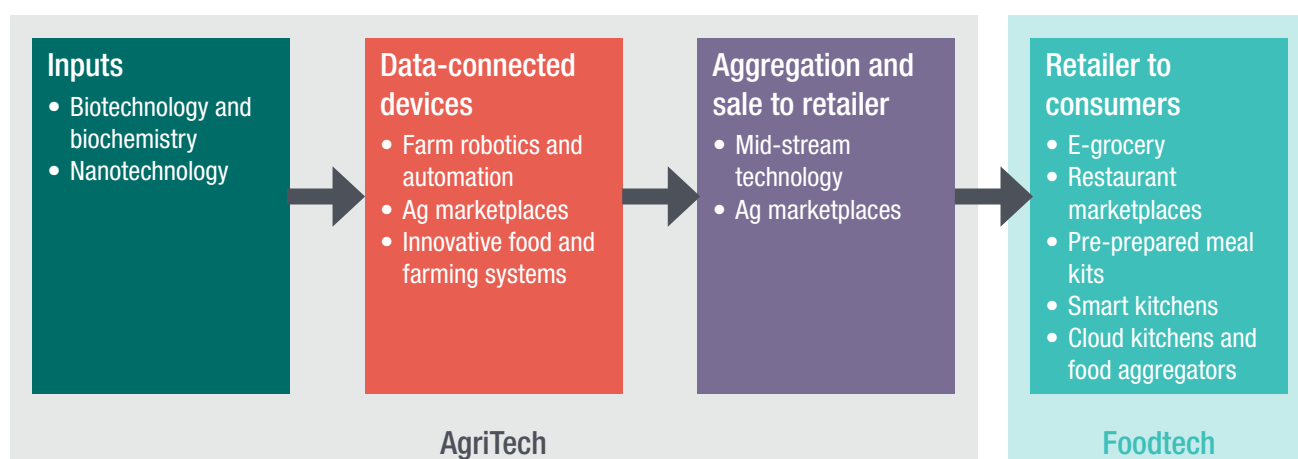 Inputs
• Biotechnology and
biochemistry
• Nanotechnology
Data-connected
devices
• Farm robotics and
automation
• Ag marketplaces
• Innovative food and
farming systems
Aggregation and
sale to retailer
• Mid-stream
technology
• Ag marketplaces
Retailer to
consumers
• E-grocery
• Restaurant
marketplaces
• Pre-prepared meal
kits
• Smart kitchens
• Cloud kitchens and
food aggregators
AgriTech
Foodtech